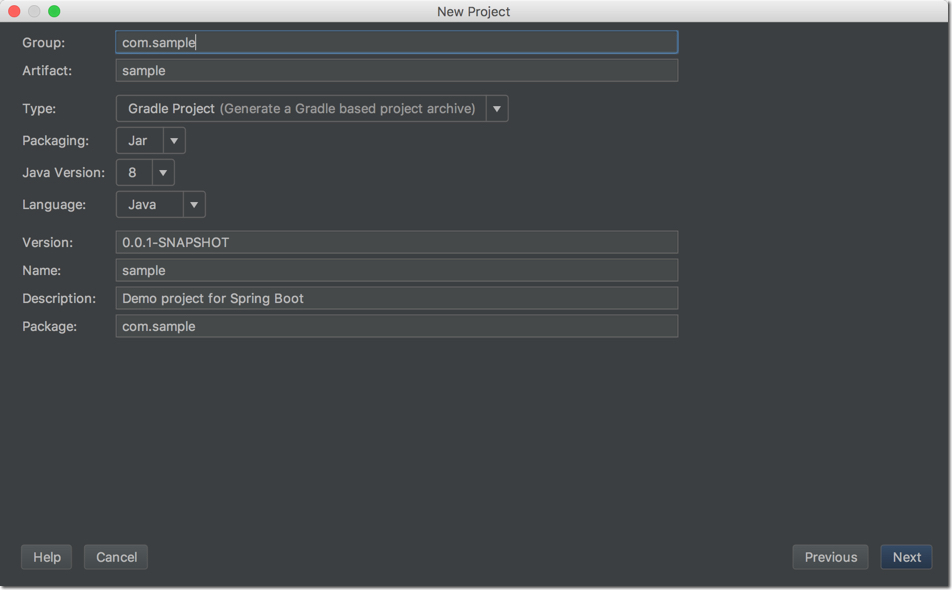 New Project
Group: com.sample
Artifact: sample
Type: Gradle Project (Generate a Gradle based project archive)
Packaging: Jar
Java Version: 8
Language: Java
Version: 0.0.1-SNAPSHOT
Name: sample
Description: Demo project for Spring Boot
Package: com.sample
Help Cancel Previous Next